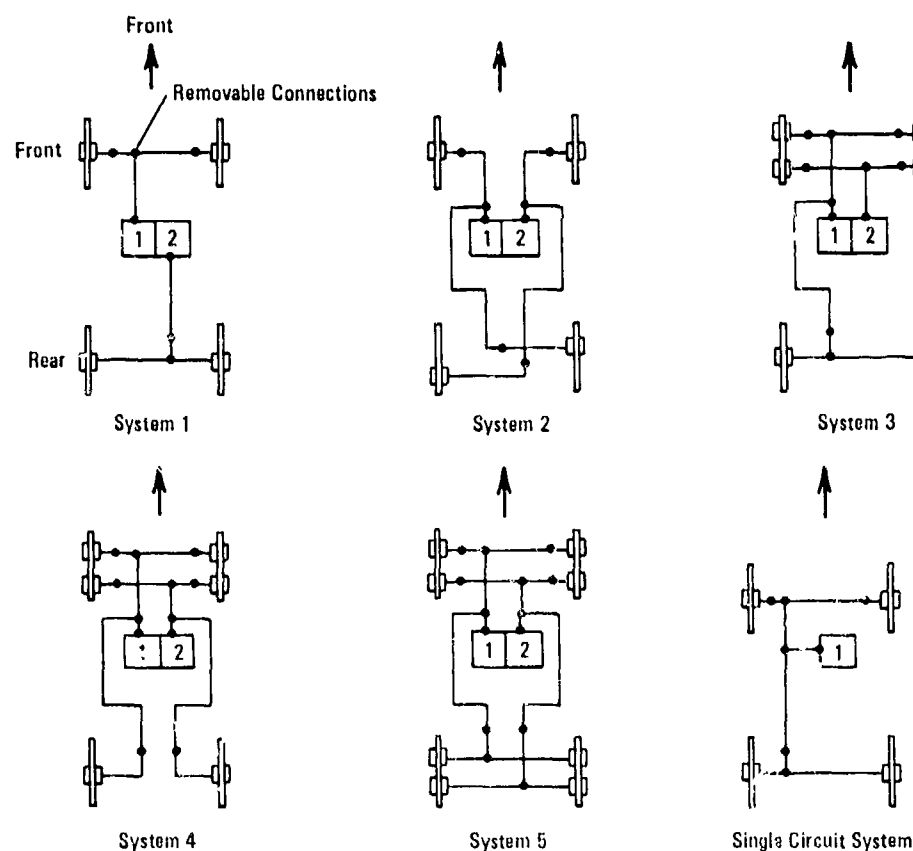 Front
Removable Connections
Front
1 2
1 2
1 2
Rear
System 1
System 2
System 3
1 2
1 2
1
System 4
System 5
Single Circuit System